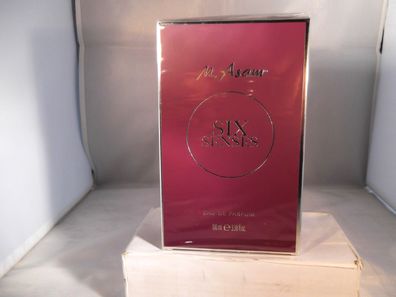 M. Asam
SIX
SENSES
EAU DE PARFUM